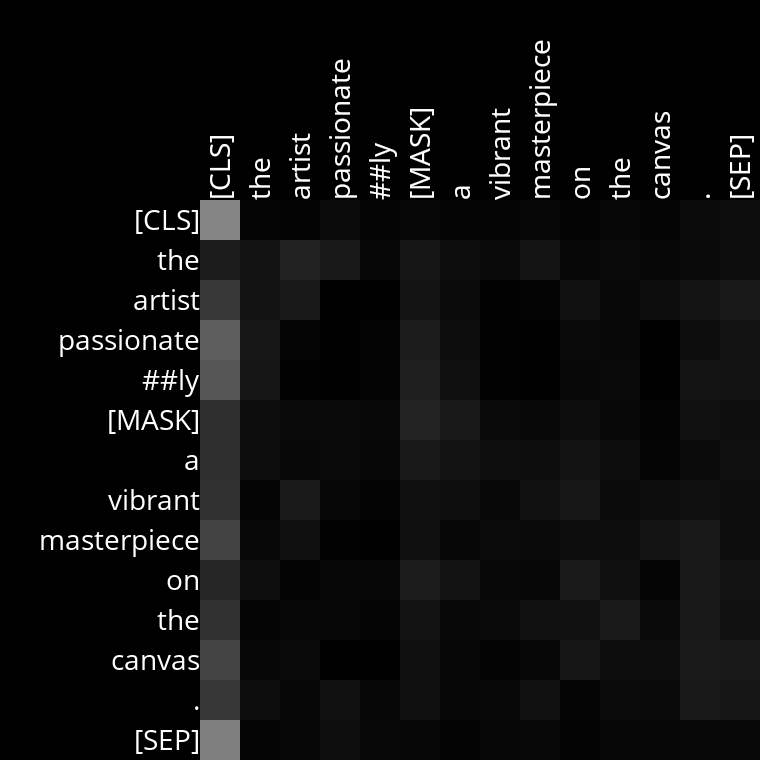 [CLS] the artist passionate ##ly [MASK] a vibrant masterpiece on the canvas . [SEP]
[CLS]
the
artist
passionate
##ly
[MASK]
a
vibrant
masterpiece
on
the
canvas
.
[SEP]